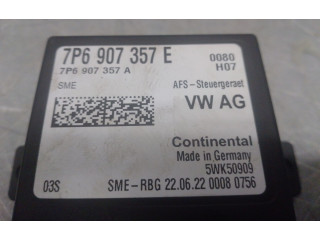 7P6 907 357 E 0080
7P6 907 357 A H07
SME AFS-Steuergeraet
VW AG
Continental
Made in Germany
5WK50909
03S SME-RBG 22.06.22 0008 0756